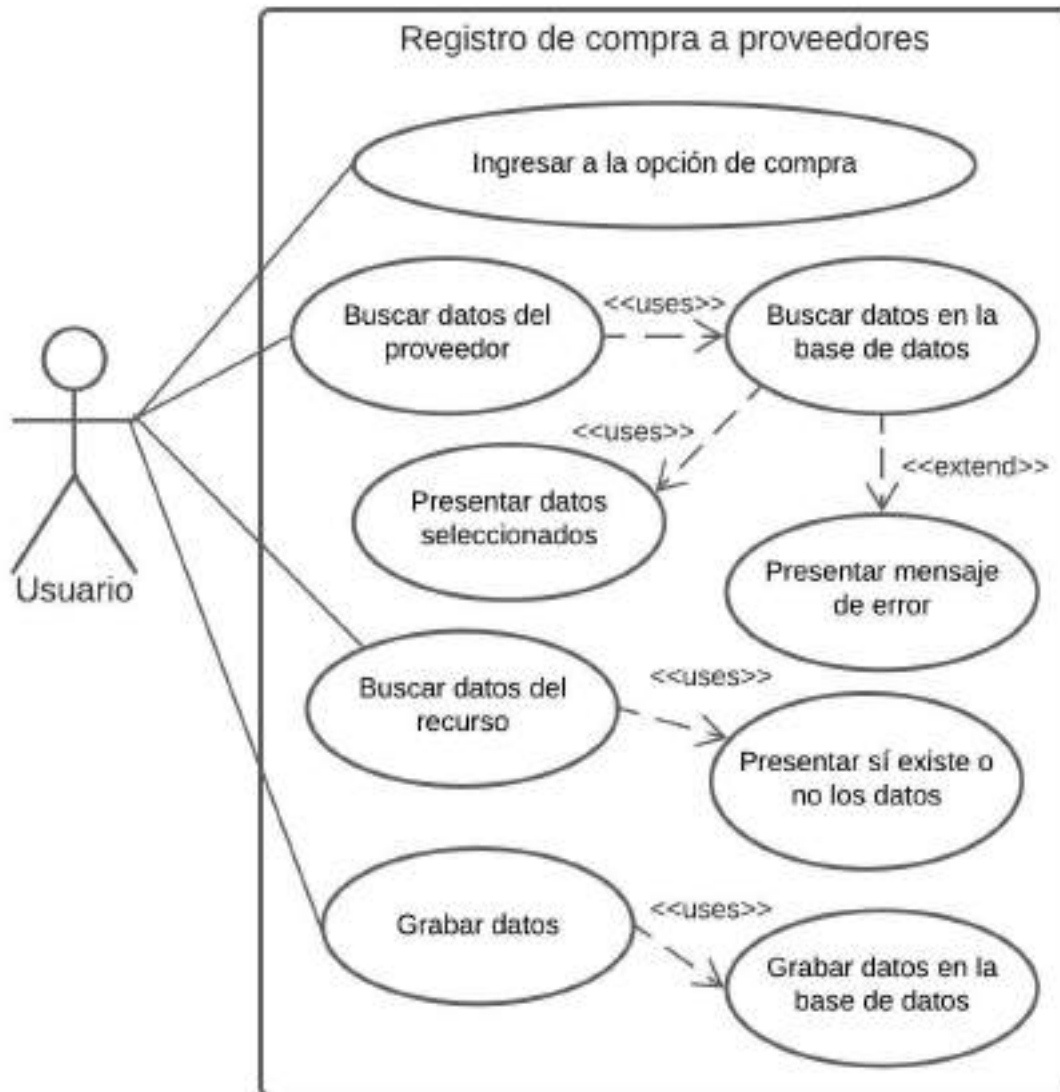 Registro de compra a proveedores
Ingresar a la opción de compra
Buscar datos del
proveedor
<<uses>>
Buscar datos en la
base de datos
<<uses>>
<<extend>>
Presentar datos
seleccionados
Presentar mensaje
de error
Usuario
Buscar datos del
recurso
<<uses>>
Presentar sí existe o
no los datos
Grabar datos
<<uses>>
Grabar datos en la
base de datos